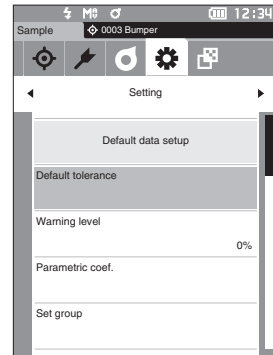 12:34
Sample 0003 Bumper
Setting
Default data setup
Default tolerance
Warning level
0%
Parametric coef.
Set group